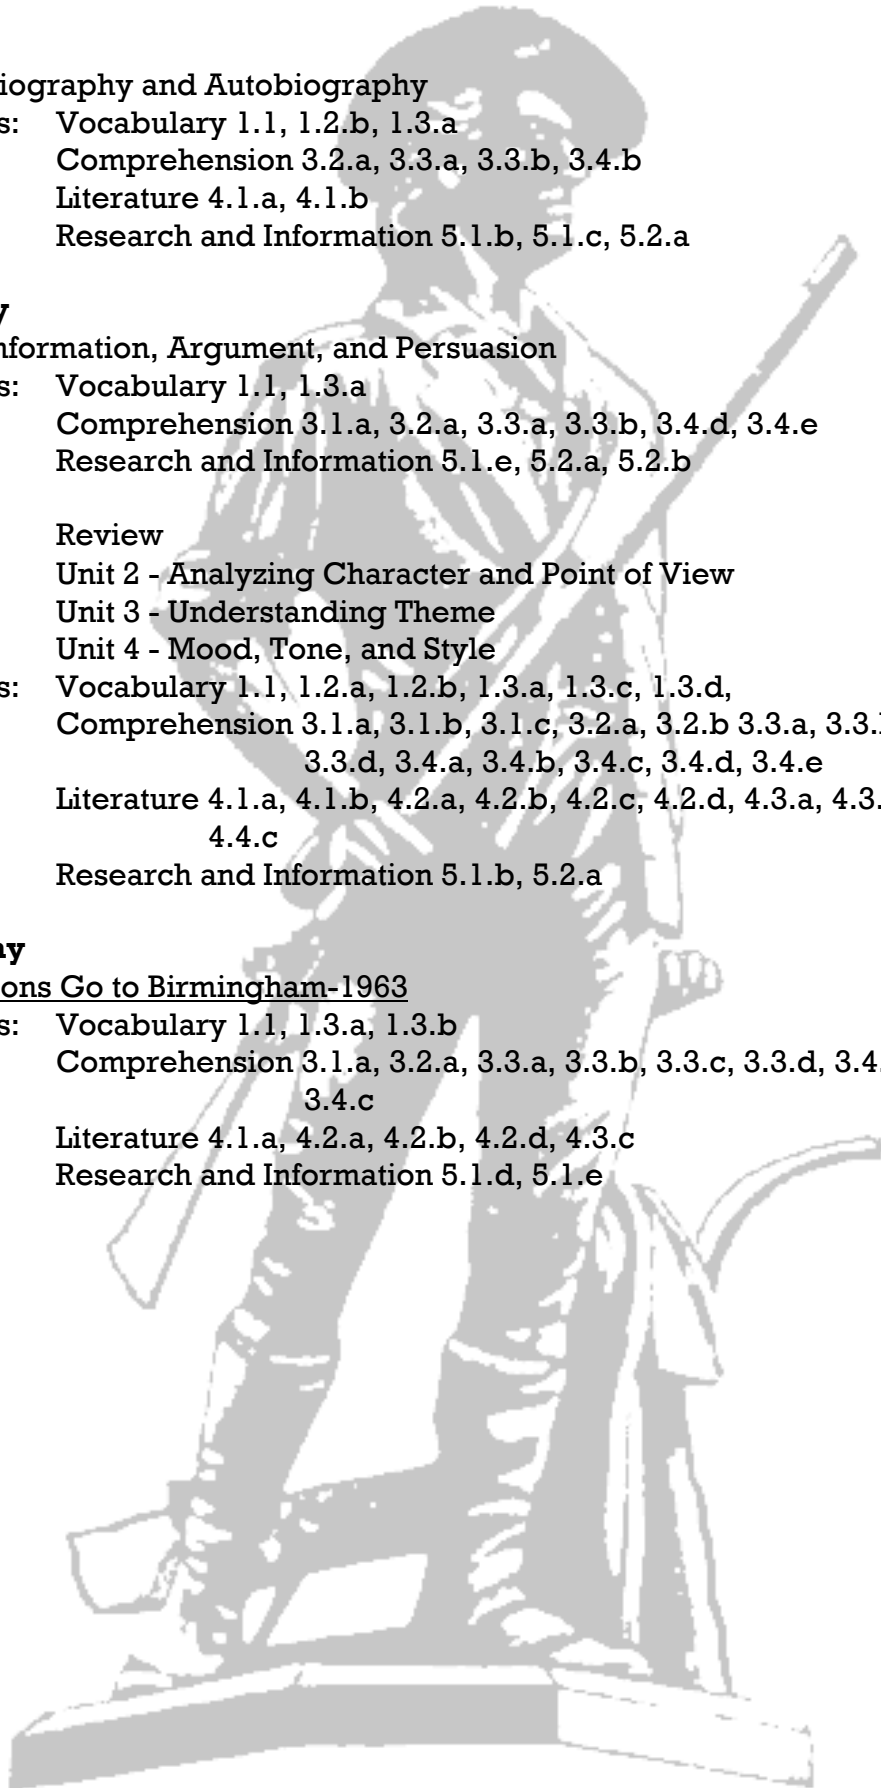 iography and Autobiography
s: Vocabulary 1.1, 1.2.b, 1.3.a
Comprehension 3.2.a, 3.3.a, 3.3.b, 3.4.b
Literature 4.1.a, 4.1.b
Research and Information 5.1.b, 5.1.c, 5.2.a
y
nformation, Argument, and Persuasion
s: Vocabulary 1.1, 1.3.a
Comprehension 3.1.a, 3.2.a, 3.3.a, 3.3.b, 3.4.d, 3.4.e
Research and Information 5.1.e, 5.2.a, 5.2.b
Review
Unit 2 - Analyzing Character and Point of View
Unit 3 - Understanding Theme
Unit 4 - Mood, Tone, and Style
s: Vocabulary 1.1, 1.2.a, 1.2.b, 1.3.a, 1.3.c, 1.3.d,
Comprehension 3.1.a, 3.1.b, 3.1.c, 3.2.a, 3.2.b 3.3.a, 3.3.
3.3.d, 3.4.a, 3.4.b, 3.4.c, 3.4.d, 3.4.e
Literature 4.1.a, 4.1.b, 4.2.a, 4.2.b, 4.2.c, 4.2.d, 4.3.a, 4.3.
4.4.c
Research and Information 5.1.b, 5.2.a
ay
ons Go to Birmingham-1963
s: Vocabulary 1.1, 1.3.a, 1.3.b
Comprehension 3.1.a, 3.2.a, 3.3.a, 3.3.b, 3.3.c, 3.3.d, 3.4.
3.4.c
Literature 4.1.a, 4.2.a, 4.2.b, 4.2.d, 4.3.c
Research and Information 5.1.d, 5.1.e